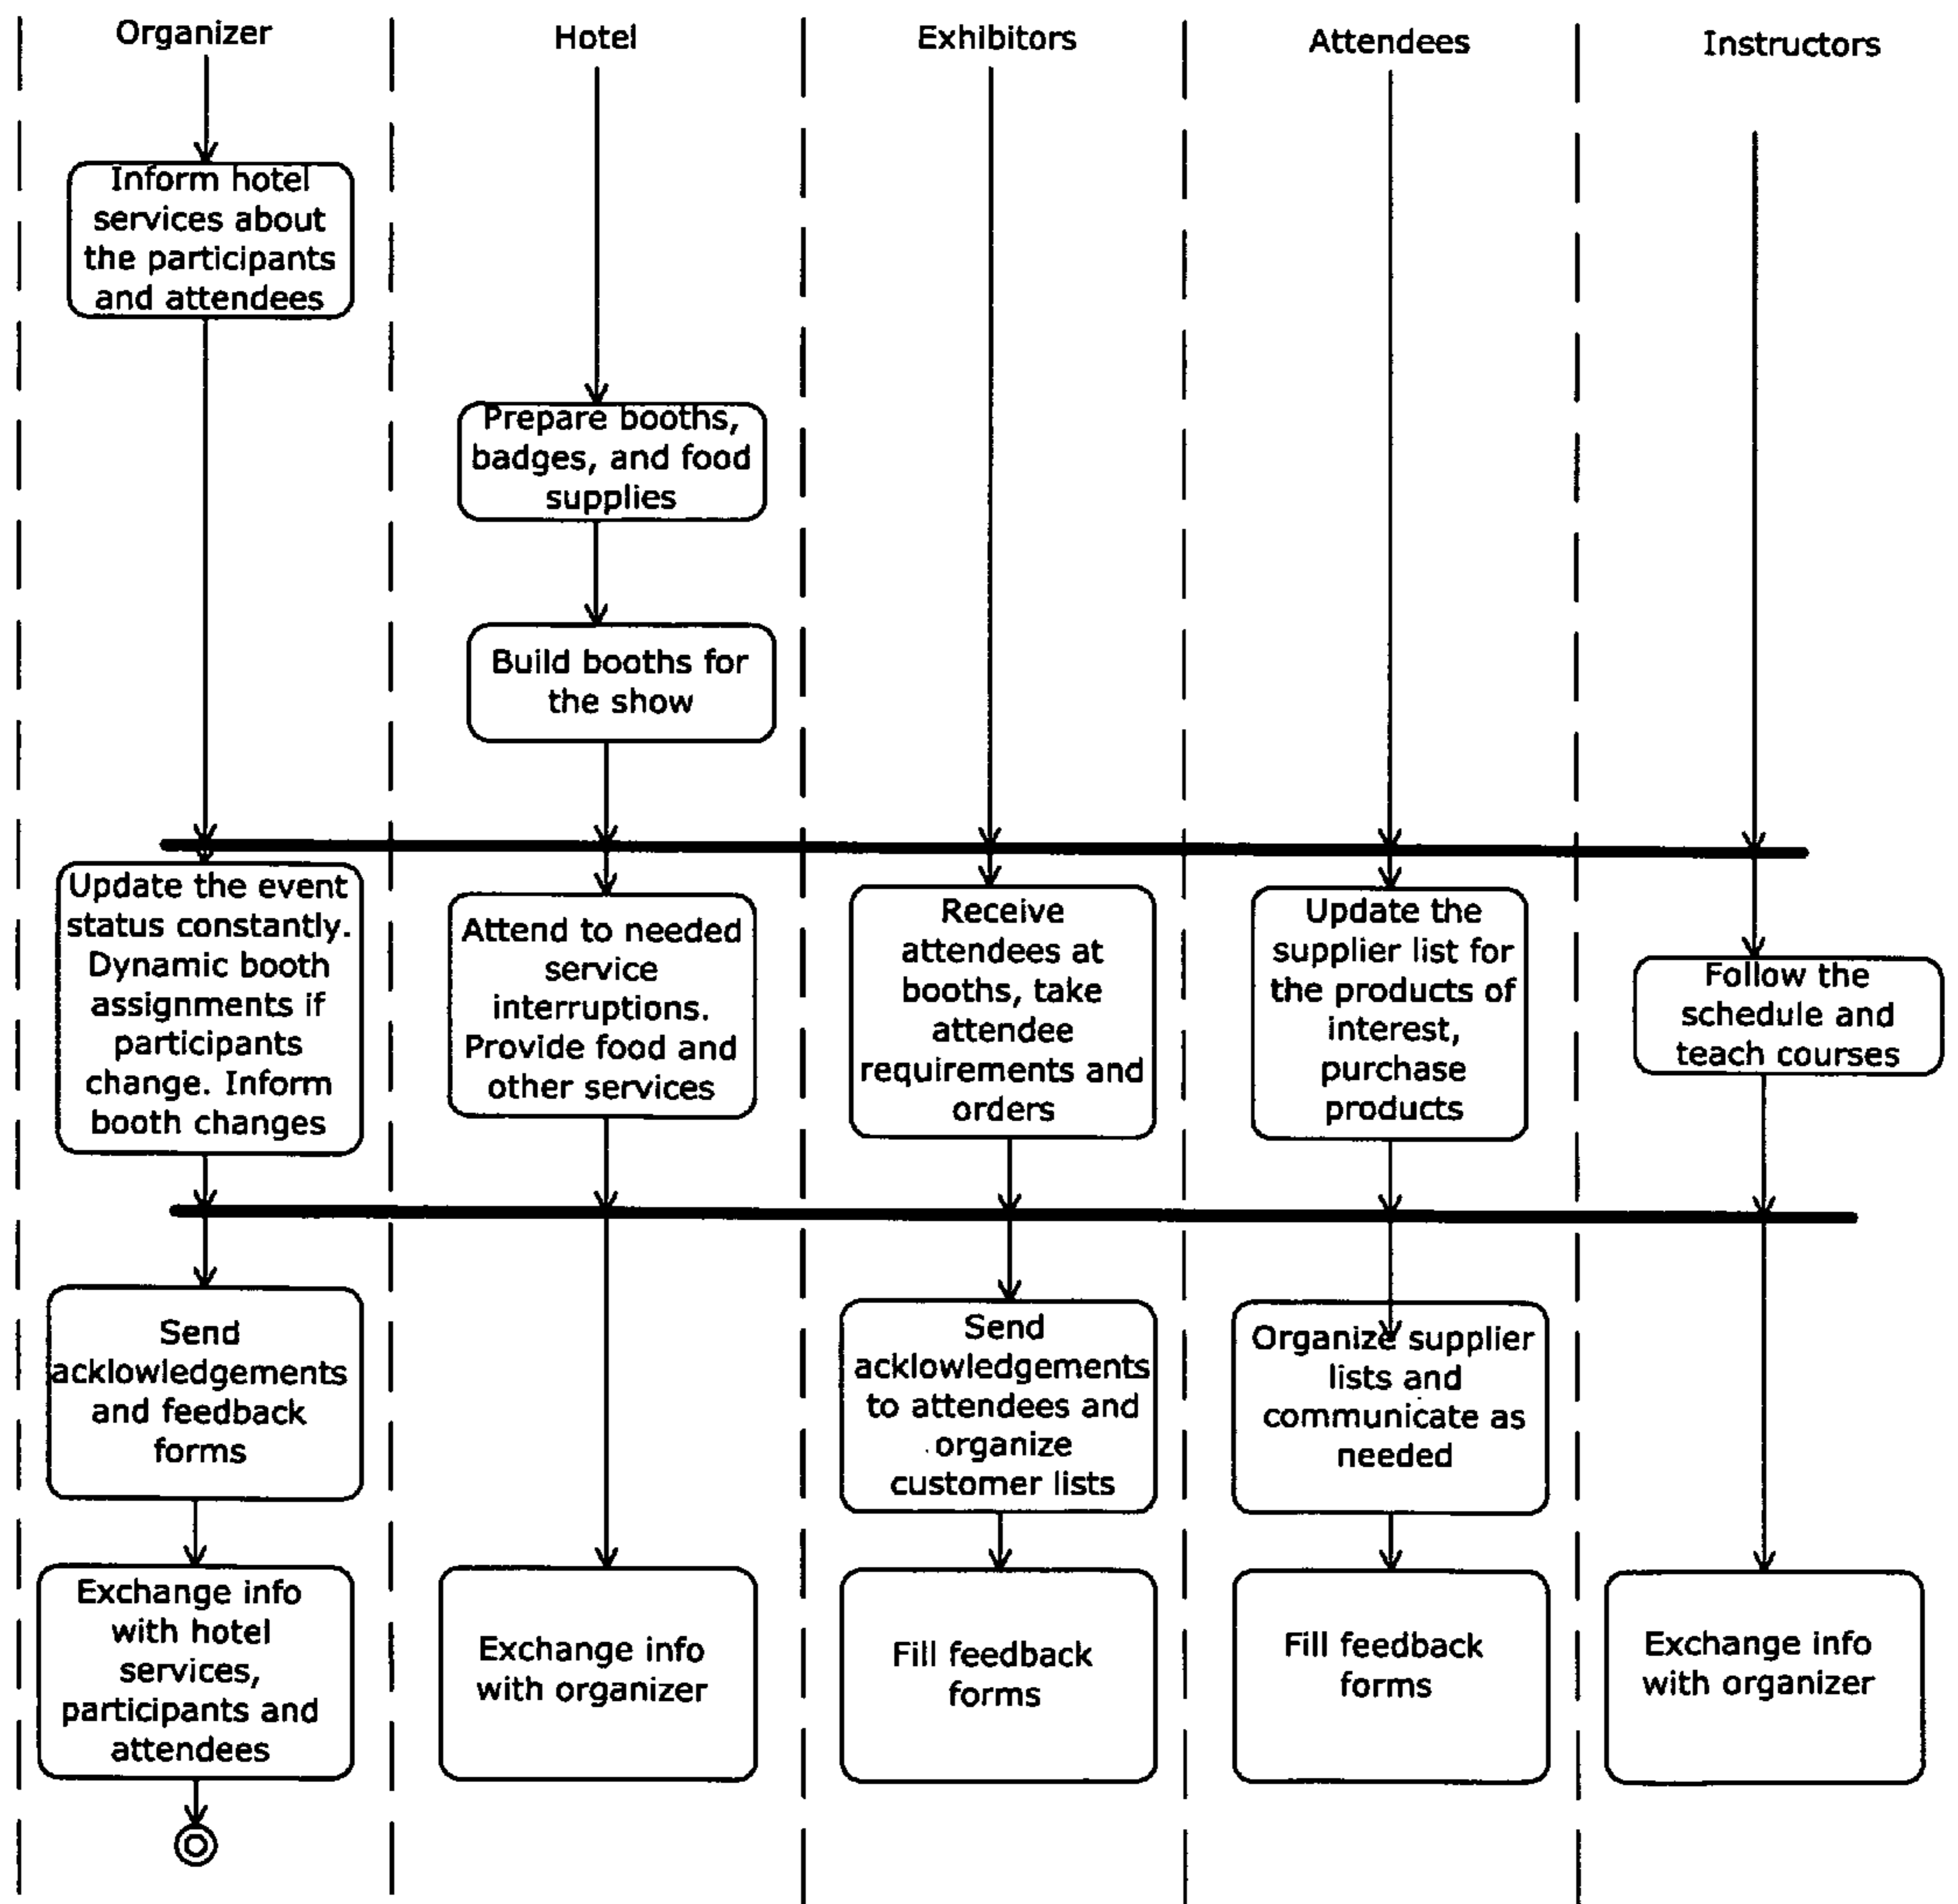 Organizer
Hotel
Exhibitors
Attendees
Instructors
Inform hotel
services about
the participants
and attendees
Prepare booths,
badges, and food
supplies
Build booths for
the show
Update the event
status constantly.
Dynamic booth
assignments if
participants
change. Inform
booth changes
Attend to needed
service
interruptions.
Provide food and
other services
Receive
attendees at
booths, take
attendee
requirements and
orders
Update the
supplier list for
the products of
interest,
purchase
products
Follow the
schedule and
teach courses
Send
acklowledgements
and feedback
forms
Send
acklowledgements
to attendees and
organize
customer lists
Organize supplier
lists and
communicate as
needed
Exchange info
with hotel
services,
participants and
attendees
Exchange info
with organizer
Fill feedback
forms
Fill feedback
forms
Exchange info
with organizer